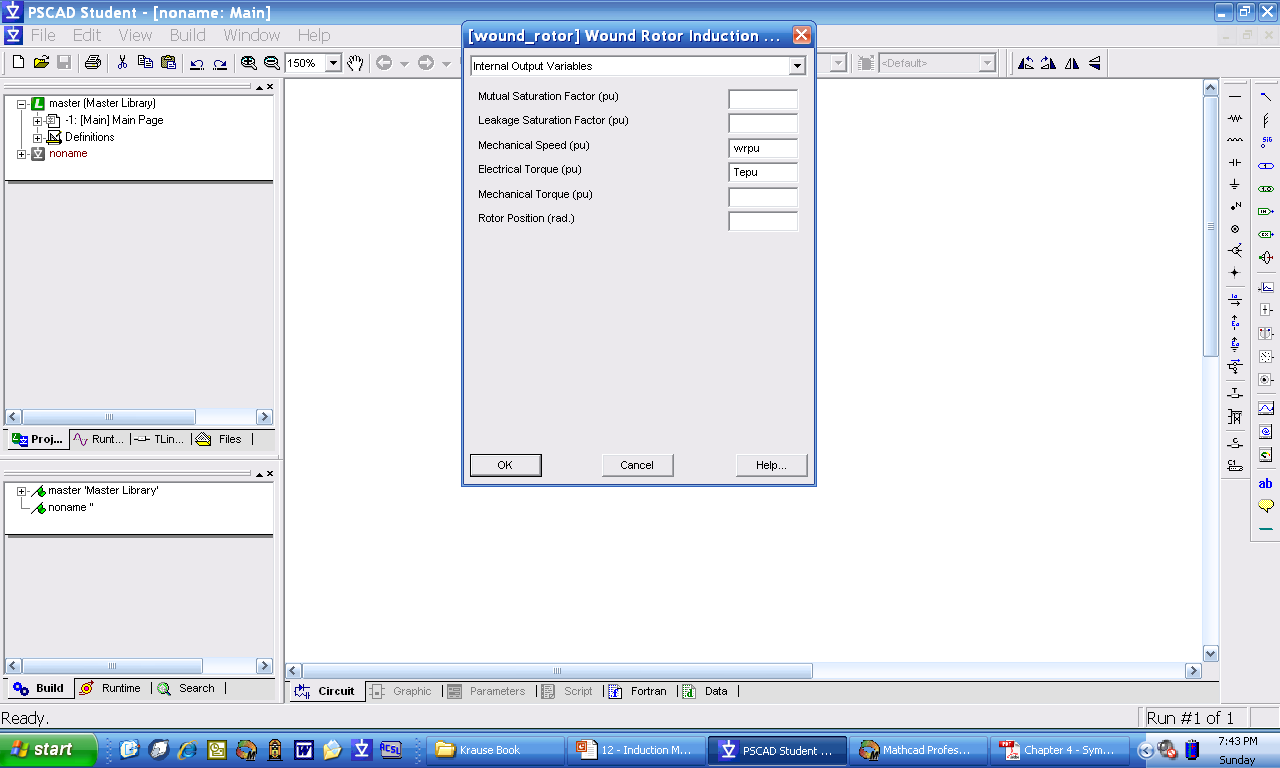 PSCAD Student - [noname: Main]
File Edit View Build Window Help
150%
<Default>
[wound_rotor] Wound Rotor Induction ...
Internal Output Variables
Mutual Saruration Factor (pu)
Leakage Saturation Factor (pu)
Mechanical Speed (pu) wrpu
Electrical Torque (pu) Tepu
Mechanical Torque (pu)
Rotor Position (rad.)
OK Cancel Help...
master (Master Library)
-1: [Main] Main Page
Definitions
noname
Proj... Runt... TLin... Files
master 'Master Library'
noname ''
Build Runtime Search
Circuit Graphic Parameters Script Fortran Data
ab
Ready.
Run #1 of 1
start
Krause Book
12 - Induction M...
PSCAD Student ...
Mathcad Profes...
Chapter 4 - Sym...
7:43 PM
Sunday